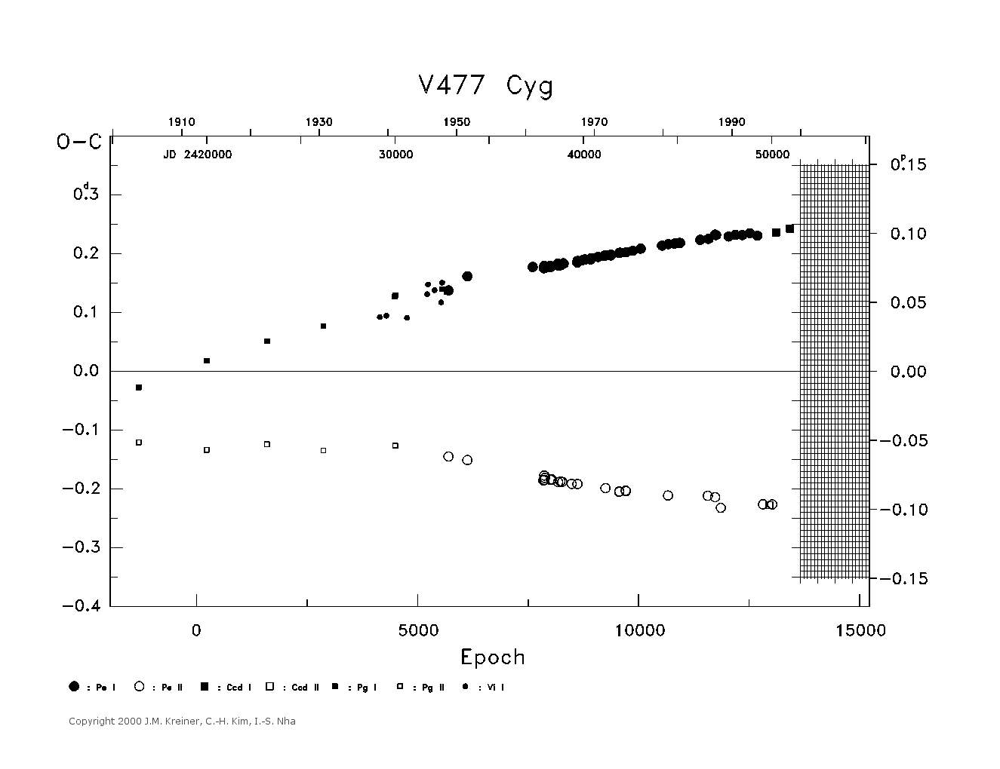 V477 Cyg
1910 1930 1950 1970 1990
O-C
JD 2420000 30000 40000 50000
0.ᵈ3
0.2
0.1
0.0
-0.1
-0.2
-0.3
-0.4
0.ᵖ15
0.10
0.05
0.00
-0.05
-0.10
-0.15
0 5000 10000 15000
Epoch
: Pe I : Pe II : Ccd I : Ccd II : Pg I : Pg II : Vi I
Copyright 2000 J.M. Kreiner, C.-H. Kim, I.-S. Nha